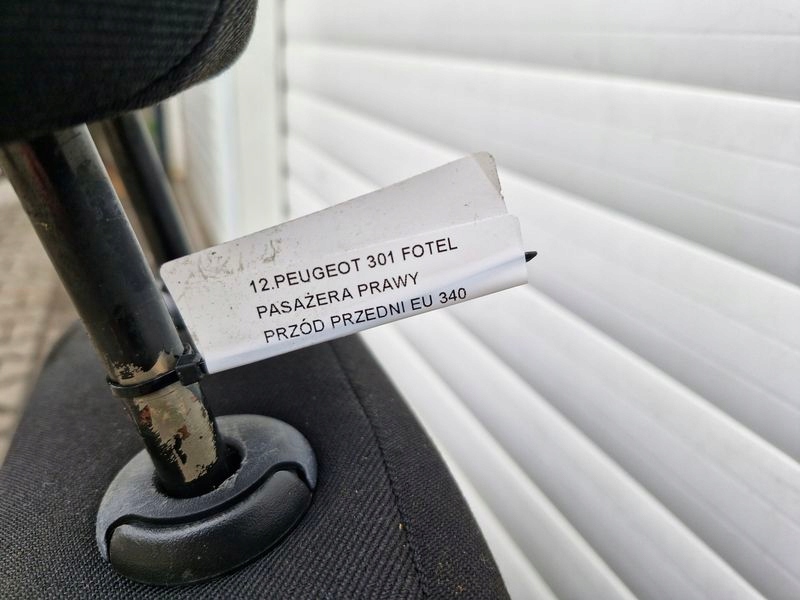 12.PEUGEOT 301 FOTEL
PASAŻERA PRAWY
PRZÓD PRZEDNI EU 340